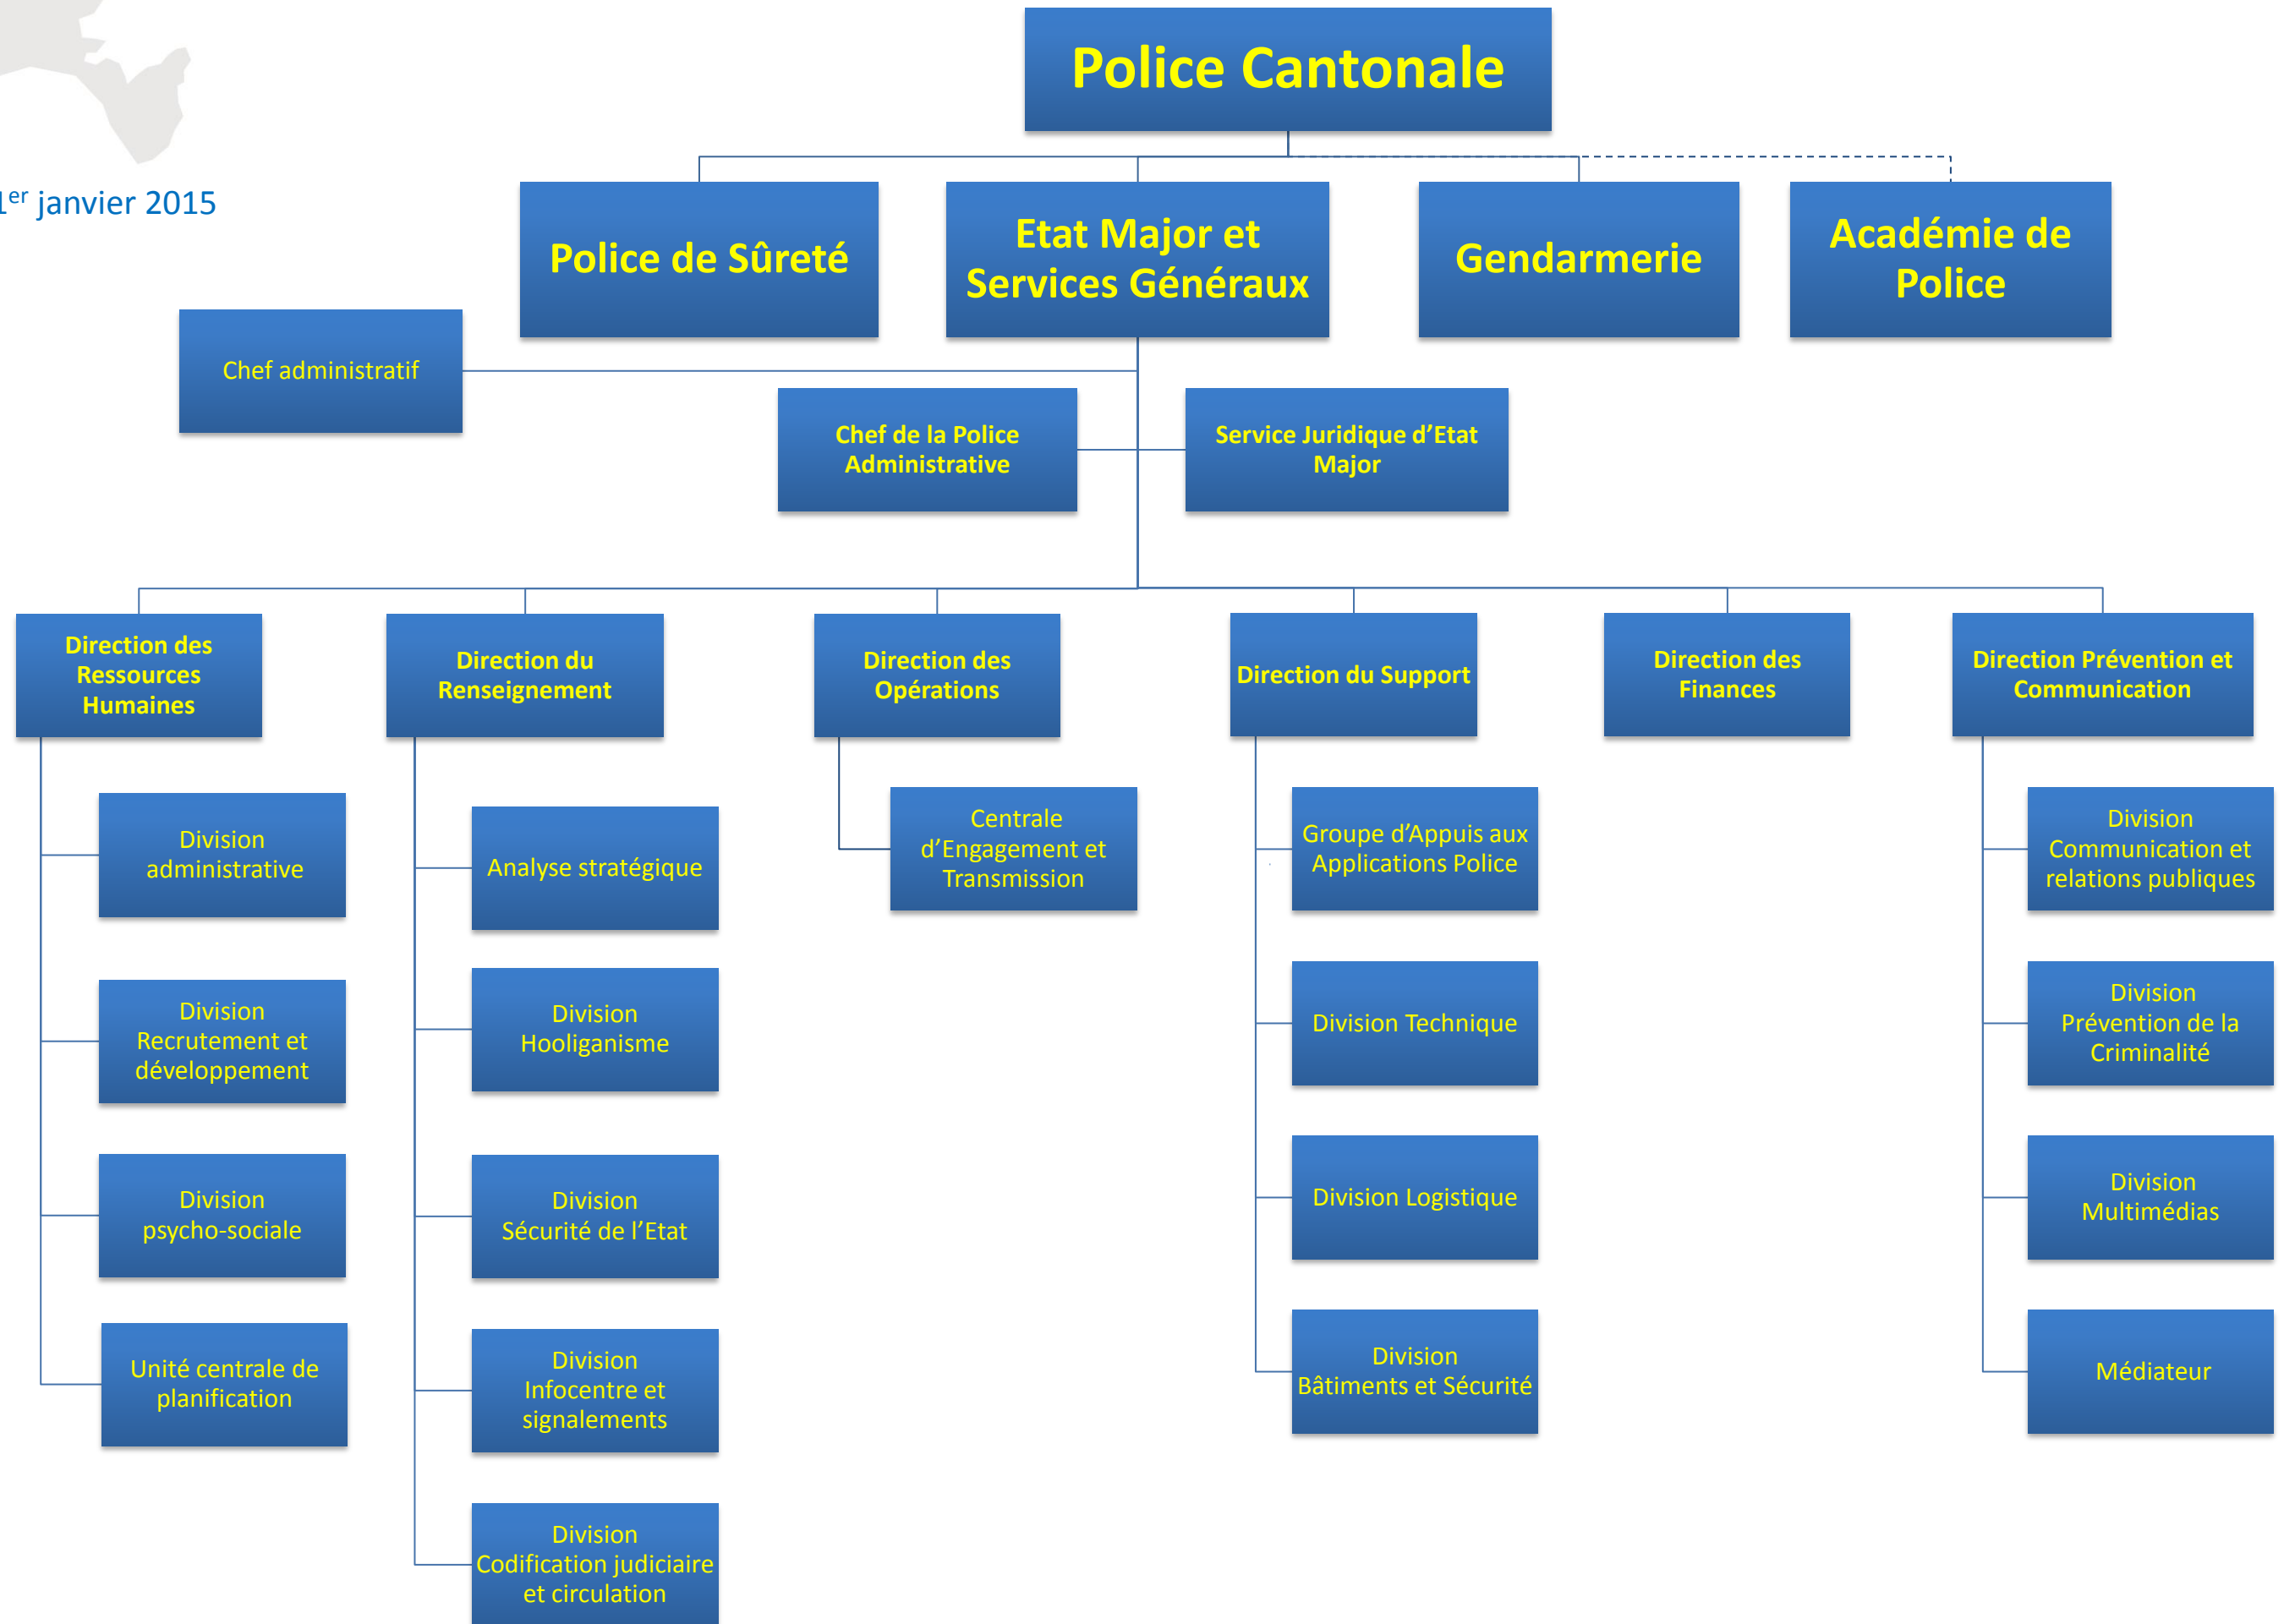 Police Cantonale
1er janvier 2015
Police de Sûreté
Etat Major et
Services Généraux
Gendarmerie
Académie de
Police
Chef administratif
Chef de la Police
Administrative
Service Juridique d’Etat
Major
Direction des
Ressources
Humaines
Direction du
Renseignement
Direction des
Opérations
Direction du Support
Direction des
Finances
Direction Prévention et
Communication
Division
administrative
Division
Recrutement et
développement
Division
psycho-sociale
Unité centrale de
planification
Analyse stratégique
Division
Hooliganisme
Division
Sécurité de l’Etat
Division
Infocentre et
signalements
Division
Codification judiciaire
et circulation
Centrale
d’Engagement et
Transmission
Groupe d’Appuis aux
Applications Police
Division Technique
Division Logistique
Division
Bâtiments et Sécurité
Division
Communication et
relations publiques
Division
Prévention de la
Criminalité
Division
Multimédias
Médiateur